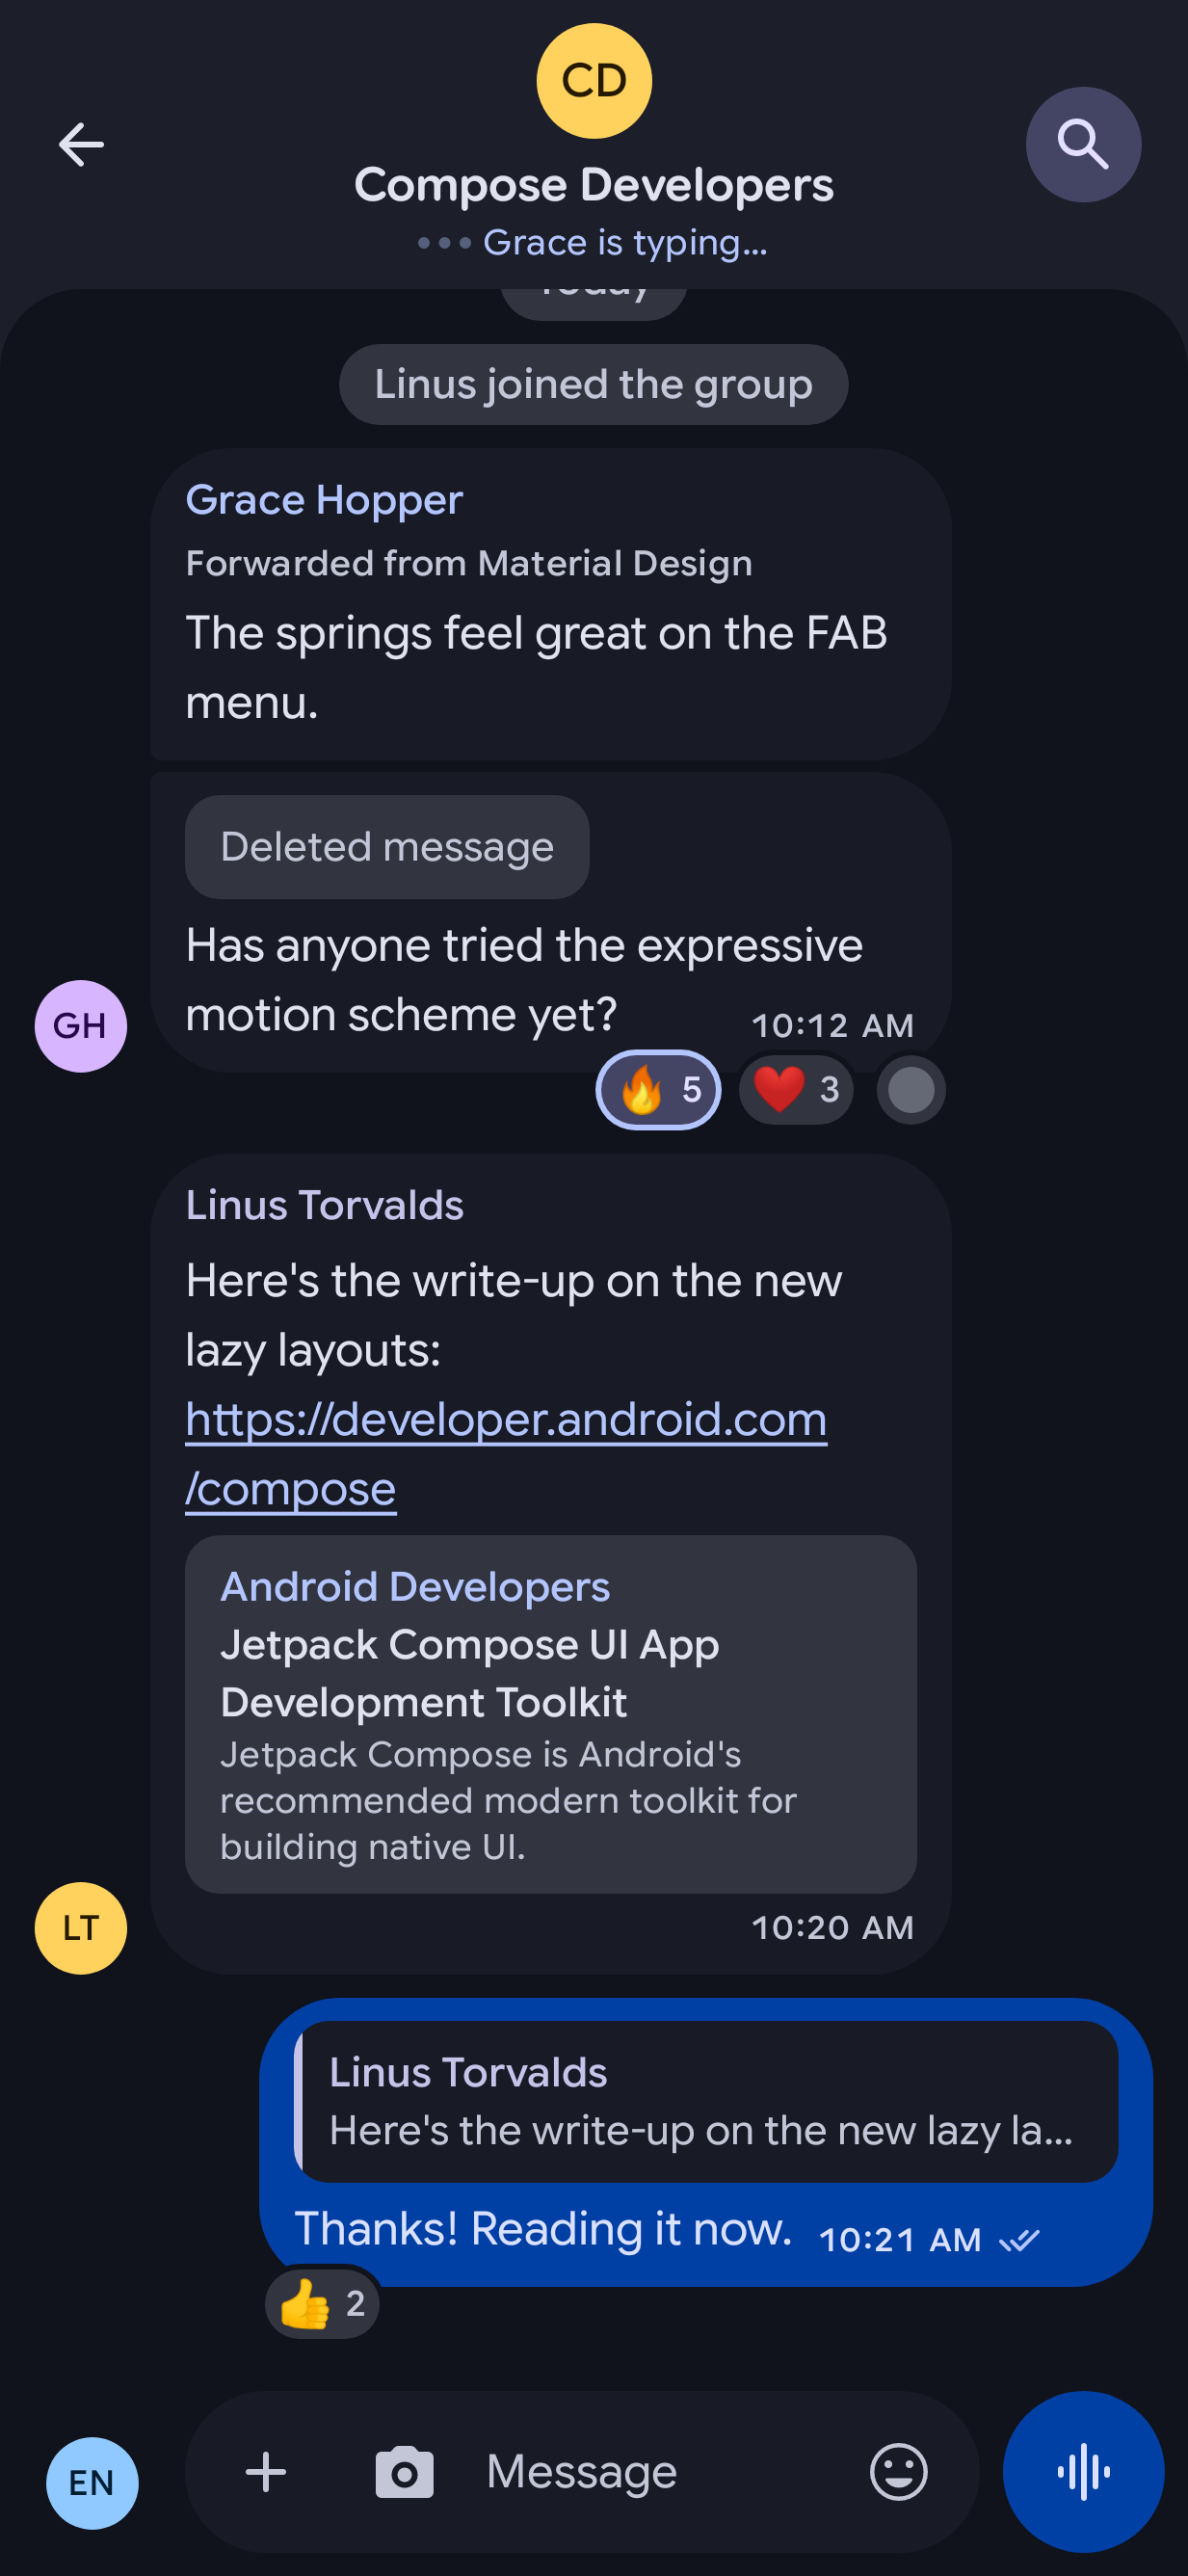 CD
Compose Developers
Grace is typing...
Today
Linus joined the group
Grace Hopper
Forwarded from Material Design
The springs feel great on the FAB
menu.
Deleted message
Has anyone tried the expressive
motion scheme yet?
10:12 AM
GH
5
3
Linus Torvalds
Here's the write-up on the new
lazy layouts:
https://developer.android.com
/compose
Android Developers
Jetpack Compose UI App
Development Toolkit
Jetpack Compose is Android's
recommended modern toolkit for
building native UI.
10:20 AM
LT
Linus Torvalds
Here's the write-up on the new lazy la...
Thanks! Reading it now.
10:21 AM
2
EN
Message